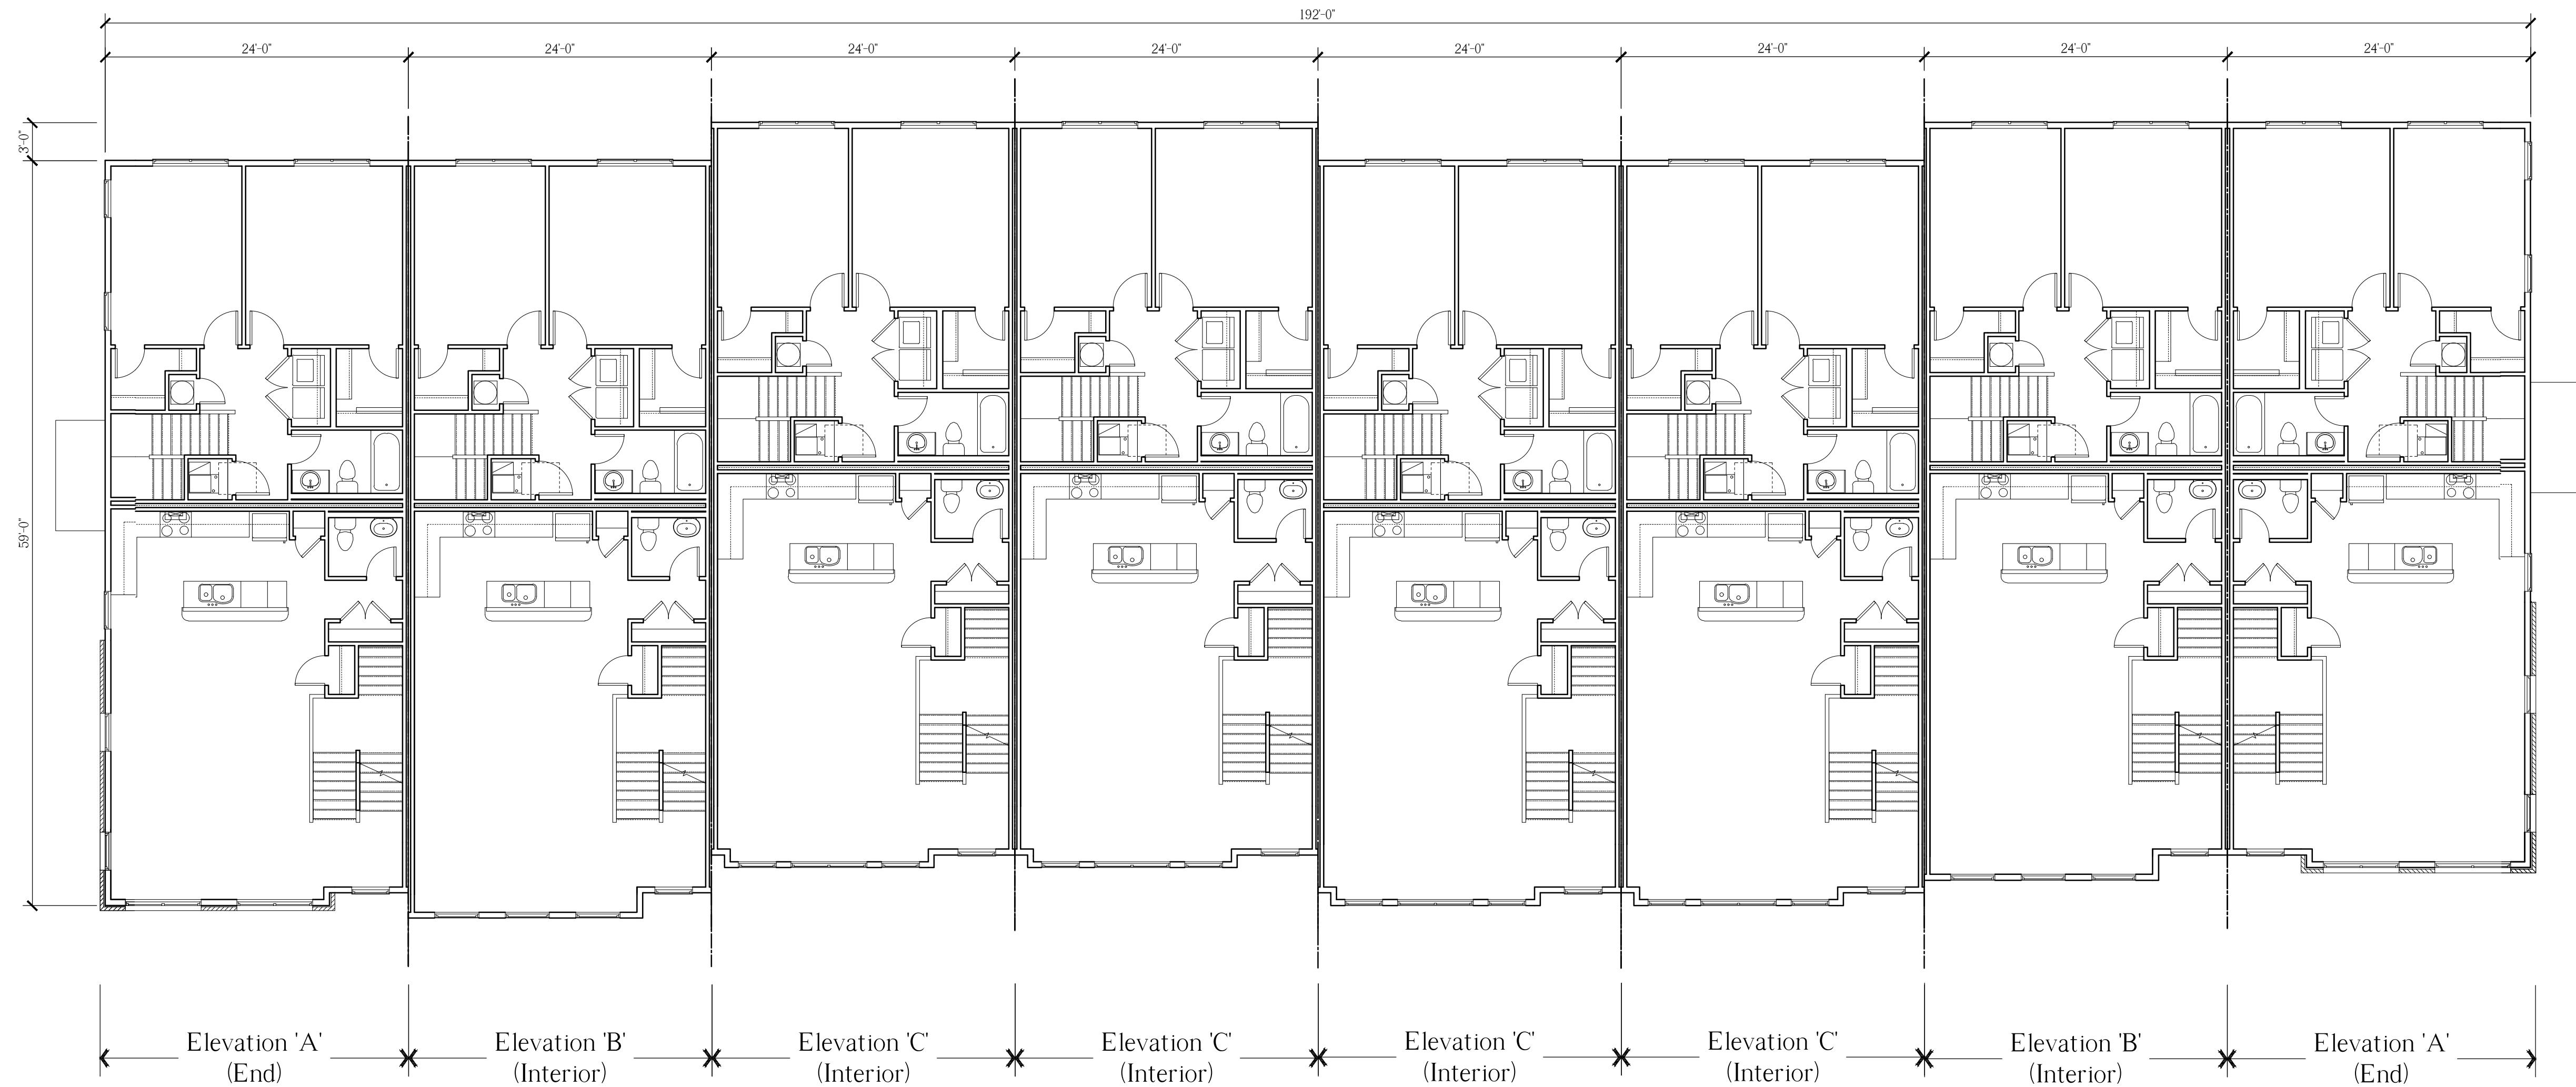 192'-0"
24'-0"
24'-0"
24'-0"
24'-0"
24'-0"
24'-0"
24'-0"
24'-0"
3'-0"
59'-0"
Elevation 'A'
(End)
Elevation 'B'
(Interior)
Elevation 'C'
(Interior)
Elevation 'C'
(Interior)
Elevation 'C'
(Interior)
Elevation 'C'
(Interior)
Elevation 'B'
(Interior)
Elevation 'A'
(End)